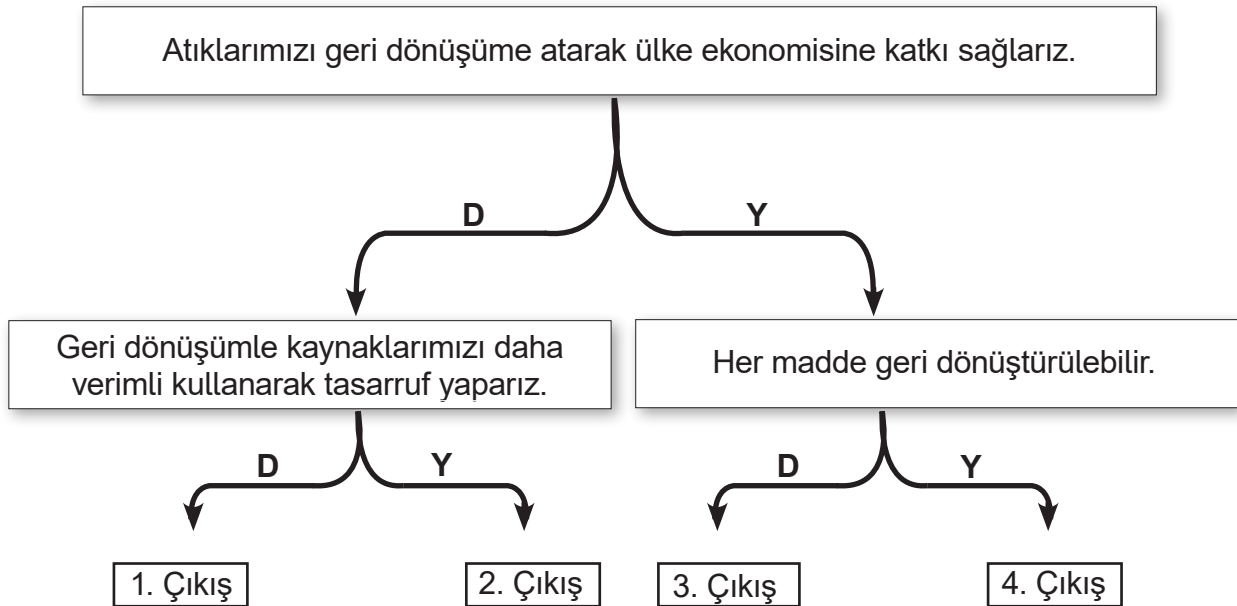 Atıklarımızı geri dönüşüme atarak ülke ekonomisine katkı sağlarız.
D
Y
Geri dönüşümle kaynaklarımızı daha
verimli kullanarak tasarruf yaparız.
Her madde geri dönüştürülebilir.
D
Y
D
Y
1. Çıkış
2. Çıkış
3. Çıkış
4. Çıkış